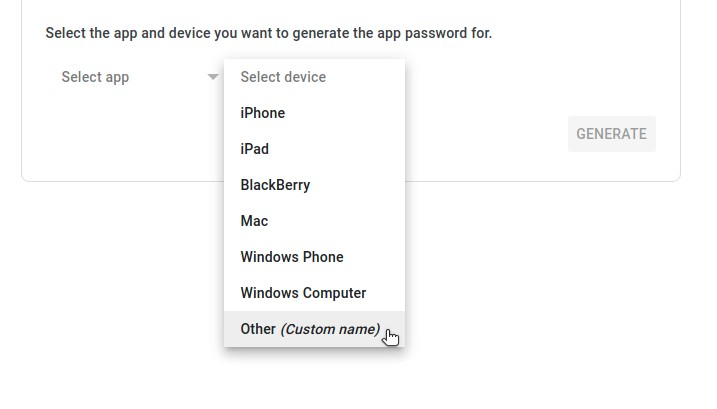 Select the app and device you want to generate the app password for.
Select app
Select device
iPhone
iPad
BlackBerry
Mac
Windows Phone
Windows Computer
Other (Custom name)
GENERATE